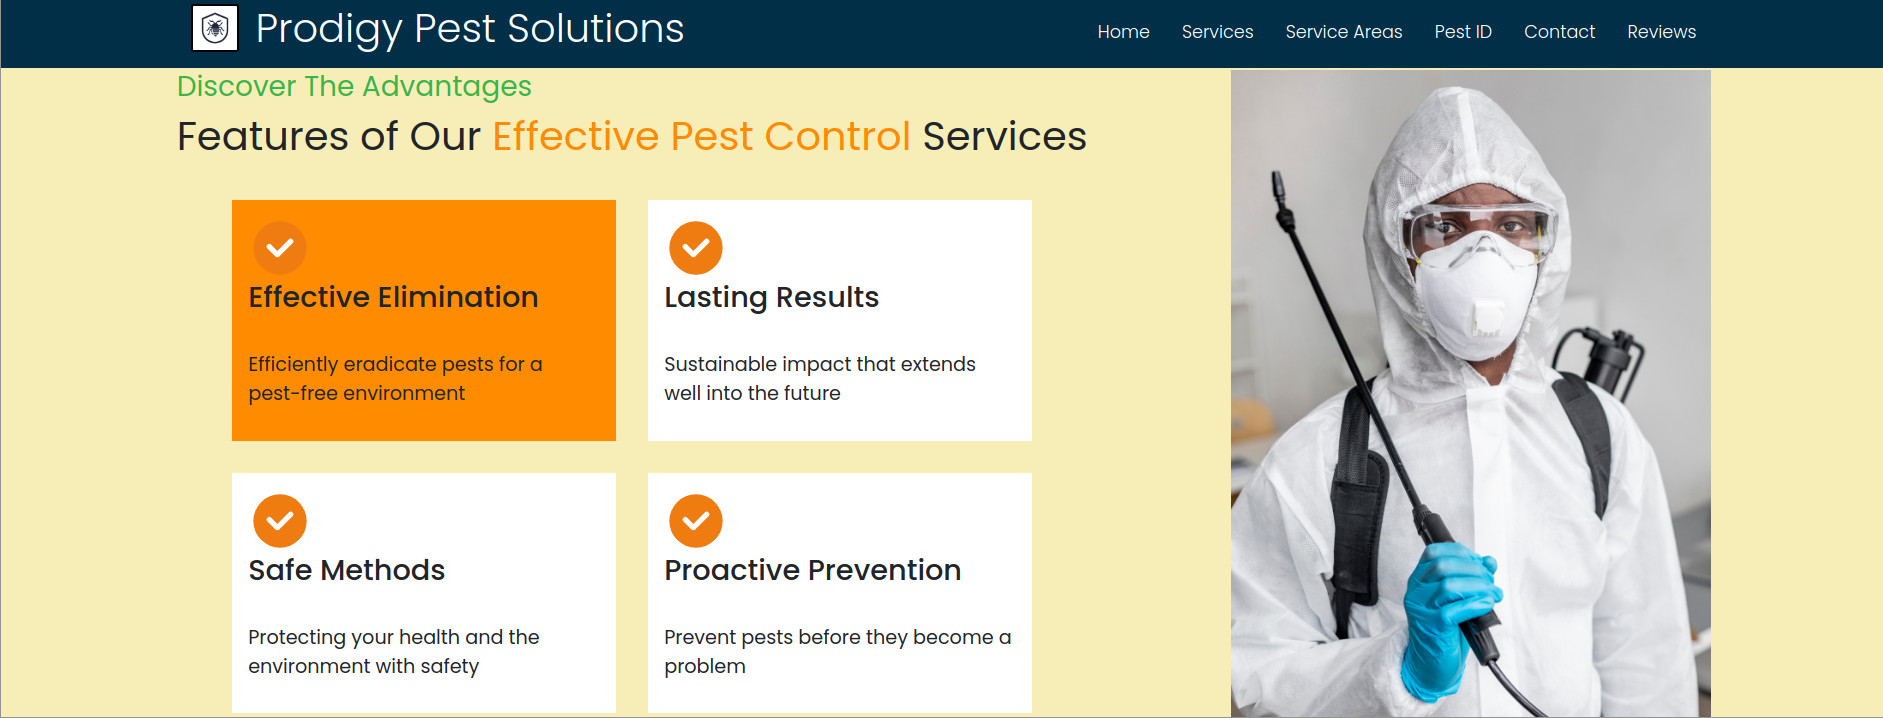 Prodigy Pest Solutions
Home Services Service Areas Pest ID Contact Reviews
Discover The Advantages
Features of Our Effective Pest Control Services
Effective Elimination
Efficiently eradicate pests for a
pest-free environment
Lasting Results
Sustainable impact that extends
well into the future
Safe Methods
Protecting your health and the
environment with safety
Proactive Prevention
Prevent pests before they become a
problem